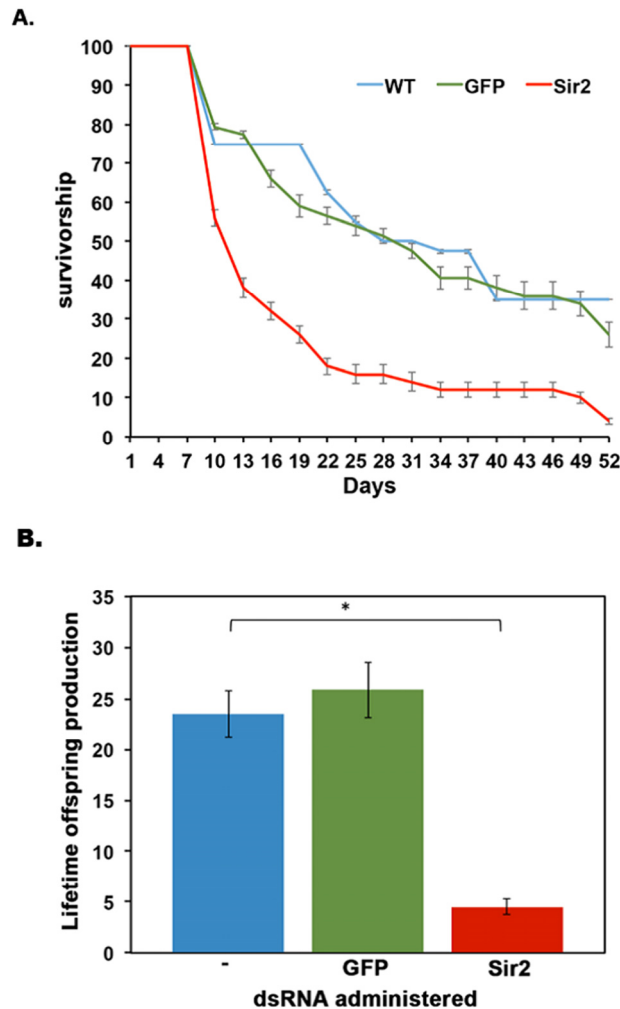 A.
100
90
80
70
60
50
40
30
20
10
0
survivorship
WT GFP Sir2
1 4 7 10 13 16 19 22 25 28 31 34 37 40 43 46 49 52
Days
B.
35
30
25
20
15
10
5
0
Lifetime offspring production
*
- GFP Sir2
dsRNA administered